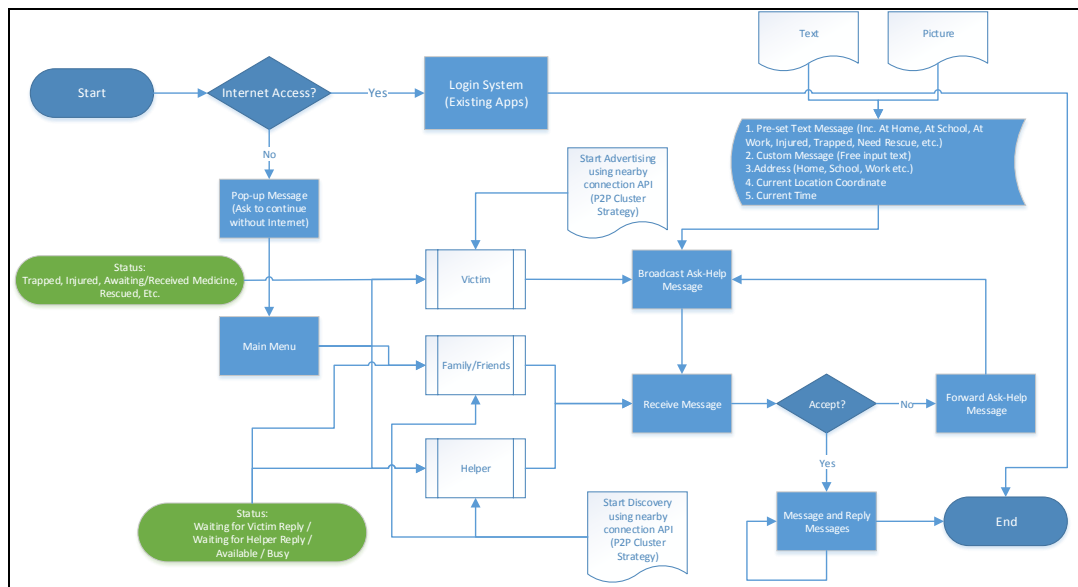 Start
Internet Access?
Yes
Login System
(Existing Apps)
Text
Picture
1. Pre-set Text Message (Inc. At Home, At School, At
Work, Injured, Trapped, Need Rescue, etc.)
2. Custom Message (Free input text)
3.Address (Home, School, Work etc.)
4. Current Location Coordinate
5. Current Time
No
Pop-up Message
(Ask to continue
without Internet)
Start Advertising
using nearby
connection API
(P2P Cluster
Strategy)
Status:
Trapped, Injured, Awaiting/Received Medicine,
Rescued, Etc.
Victim
Broadcast Ask-Help
Message
Main Menu
Family/Friends
Receive Message
Accept?
No
Forward Ask-Help
Message
Helper
Yes
Status:
Waiting for Victim Reply /
Waiting for Helper Reply /
Available / Busy
Start Discovery
using nearby
connection API
(P2P Cluster
Strategy)
Message and Reply
Messages
End